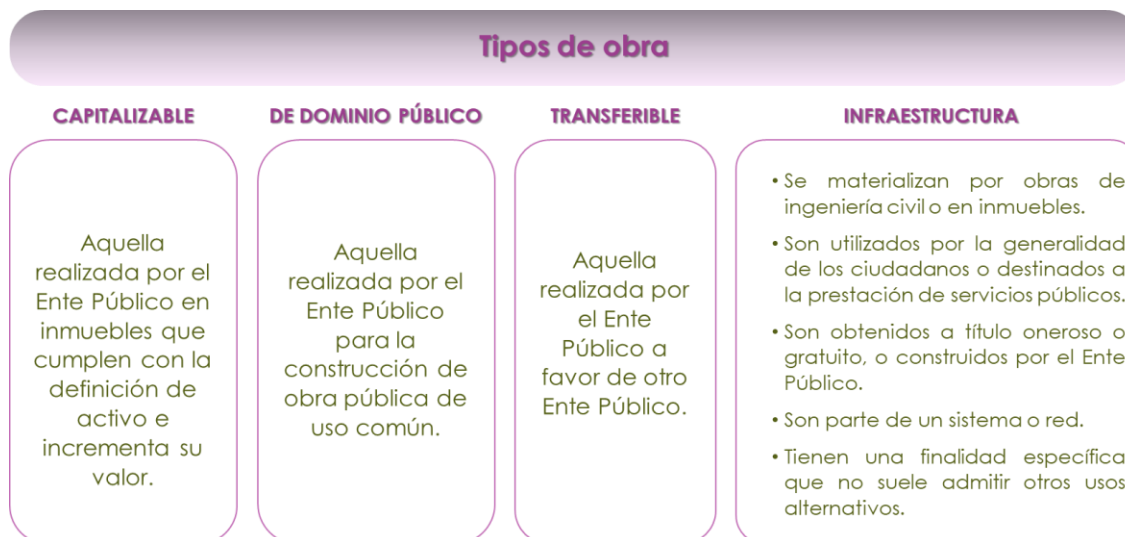 Tipos de obra
CAPITALIZABLE
Aquella
realizada por el
Ente Público en
inmuebles que
cumplen con la
definición de
activo e
incrementa su
valor.
DE DOMINIO PÚBLICO
Aquella
realizada por el
Ente Público
para la
construcción de
obra pública de
uso común.
TRANSFERIBLE
Aquella
realizada por
el Ente
Público a
favor de otro
Ente Público.
INFRAESTRUCTURA
• Se materializan por obras de
ingeniería civil o en inmuebles.
• Son utilizados por la generalidad
de los ciudadanos o destinados a
la prestación de servicios públicos.
• Son obtenidos a título oneroso o
gratuito, o construidos por el Ente
Público.
• Son parte de un sistema o red.
• Tienen una finalidad específica
que no suele admitir otros usos
alternativos.